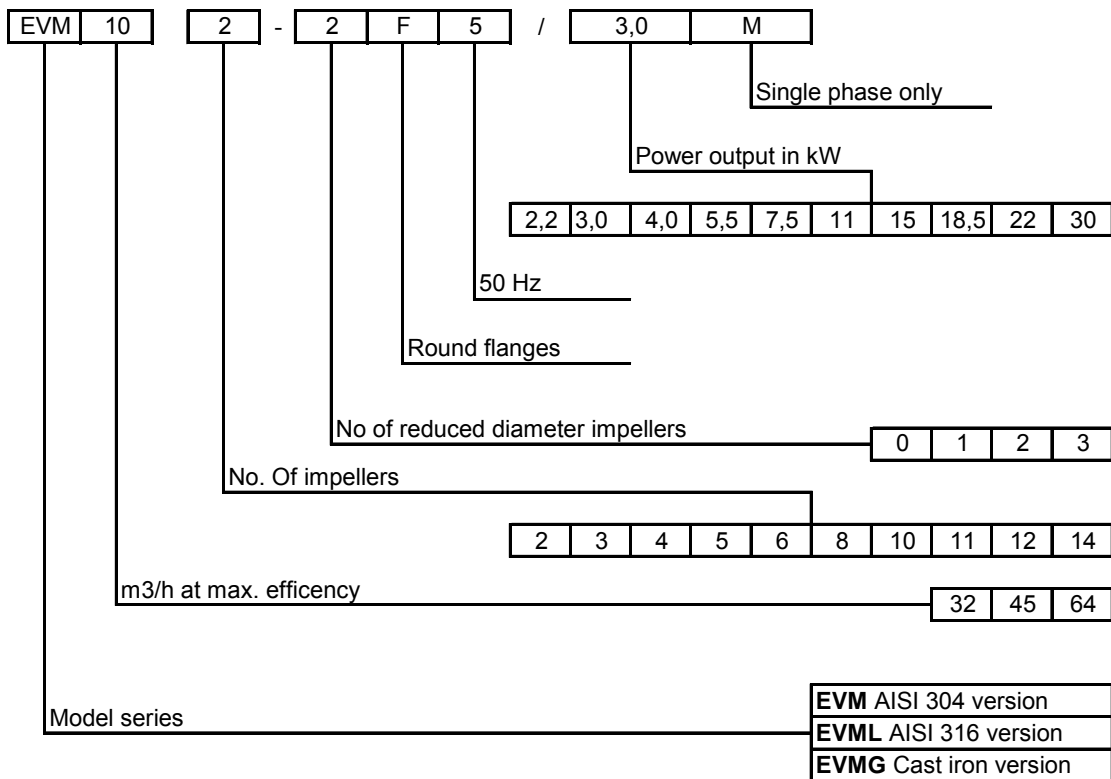 EVM 10 2 - 2 F 5 / 3,0 M
Single phase only
Power output in kW
2,2 3,0 4,0 5,5 7,5 11 15 18,5 22 30
50 Hz
Round flanges
No of reduced diameter impellers
0 1 2 3
No. Of impellers
2 3 4 5 6 8 10 11 12 14
m3/h at max. efficency
32 45 64
EVM AISI 304 version
Model series
EVML AISI 316 version
EVMG Cast iron version